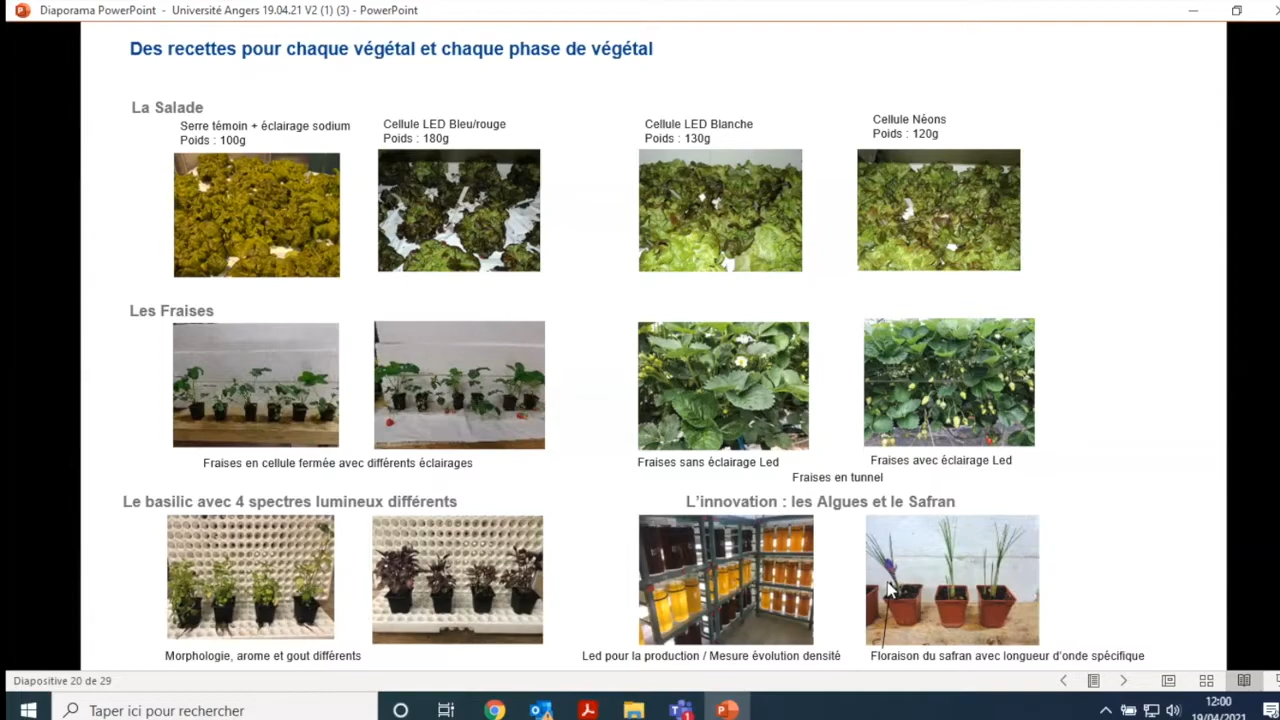 Diaporama PowerPoint - Université Angers 19.04.21 V2 (1) (3) - PowerPoint
Des recettes pour chaque végétal et chaque phase de végétal
La Salade
Serre témoin + éclairage sodium
Poids : 100g
Cellule LED Bleu/rouge
Poids : 180g
Cellule LED Blanche
Poids : 130g
Cellule Néons
Poids : 120g
Les Fraises
Fraises en cellule fermée avec différents éclairages
Fraises sans éclairage Led
Fraises avec éclairage Led
Fraises en tunnel
Le basilic avec 4 spectres lumineux différents
L'innovation : les Algues et le Safran
Morphologie, arome et gout différents
Led pour la production / Mesure évolution densité
Floraison du safran avec longueur d'onde spécifique
Diapositive 20 de 29
Taper ici pour rechercher
12:00
19/04/2021